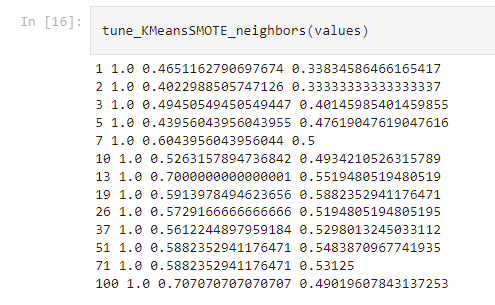 In [16]:
tune_KMeansSMOTE_neighbors(values)
1 1.0 0.4651162790697674 0.33834586466165417
2 1.0 0.4022988505747126 0.33333333333333337
3 1.0 0.49450549450549447 0.40145985401459855
5 1.0 0.43956043956043955 0.47619047619047616
7 1.0 0.6043956043956044 0.5
10 1.0 0.5263157894736842 0.4934210526315789
13 1.0 0.7000000000000001 0.5519480519480519
19 1.0 0.5913978494623656 0.5882352941176471
26 1.0 0.5729166666666666 0.5194805194805195
37 1.0 0.5612244897959184 0.5298013245033112
51 1.0 0.5882352941176471 0.5483870967741935
71 1.0 0.5882352941176471 0.53125
100 1.0 0.707070707070707 0.49019607843137253